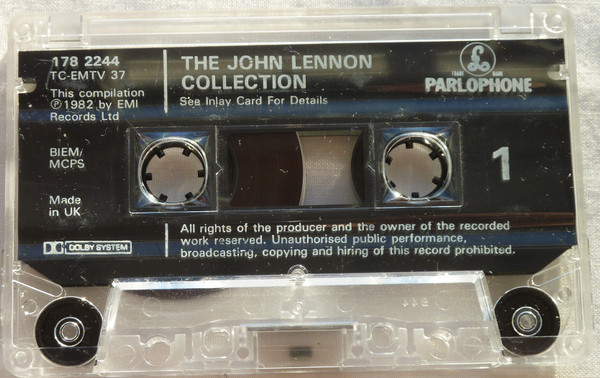 178 2244
TC-EMTV 37
This compilation
℗1982 by EMI
Records Ltd
BIEM/
MCPS
Made
in UK
DOLBY SYSTEM
THE JOHN LENNON
COLLECTION
See Inlay Card For Details
TRADE MARK
PARLOPHONE
1
All rights of the producer and the owner of the recorded
work reserved. Unauthorised public performance,
broadcasting, copying and hiring of this record prohibited.